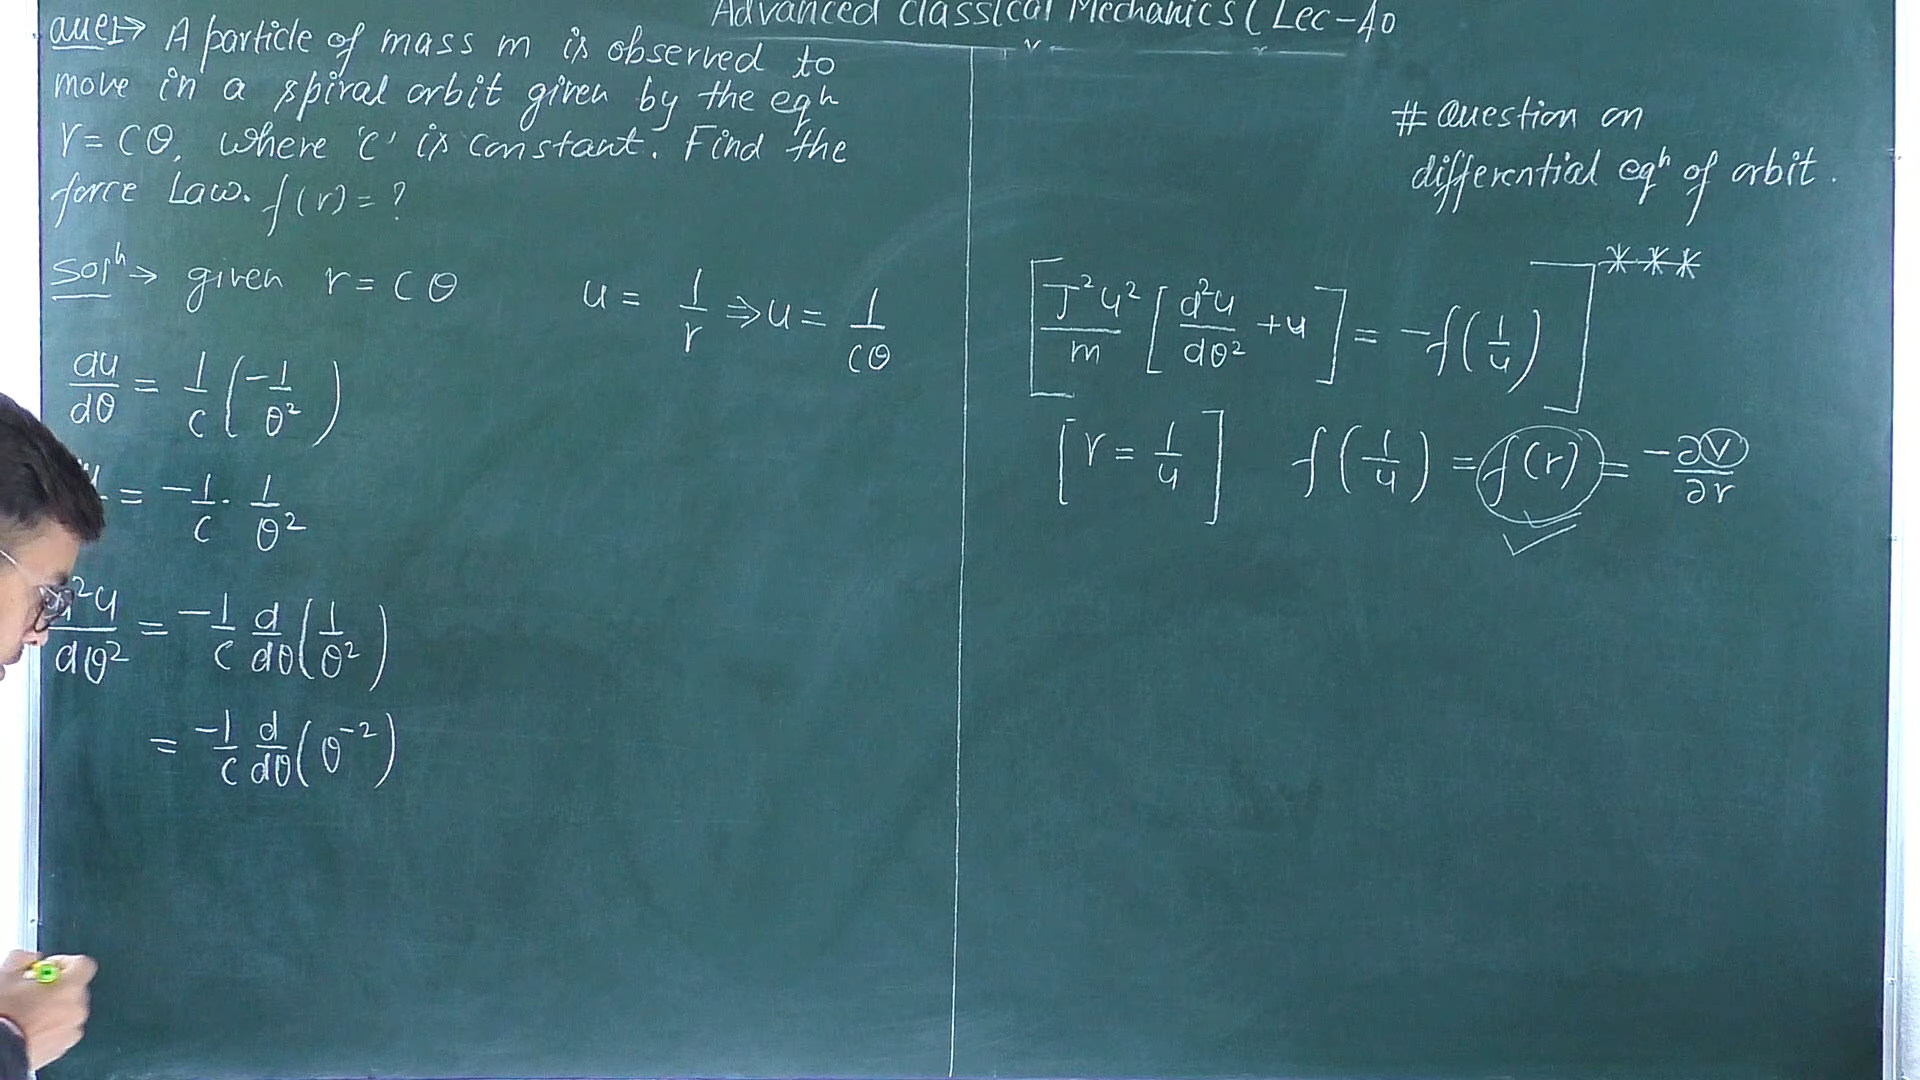 Advanced Classical Mechanics (Lec-40
Que1→ A particle of mass m is observed to
move in a spiral orbit given by the eqn
r = cθ, where 'c' is constant. Find the
force Law. f(r) = ?
Solⁿ→ given r = cθ u = 1/r ⇒ u = 1/cθ
du/dθ = 1/c (-1/θ²)
= -1/c · 1/θ²
d²u/dθ² = -1/c d/dθ (1/θ²)
= -1/c d/dθ (θ⁻²)
# Question on
differential eqⁿ of orbit.
[J²u²/m [d²u/dθ² + u] = -f(1/u)] ***
[r = 1/u] f(1/u) = f(r) = -∂V/∂r